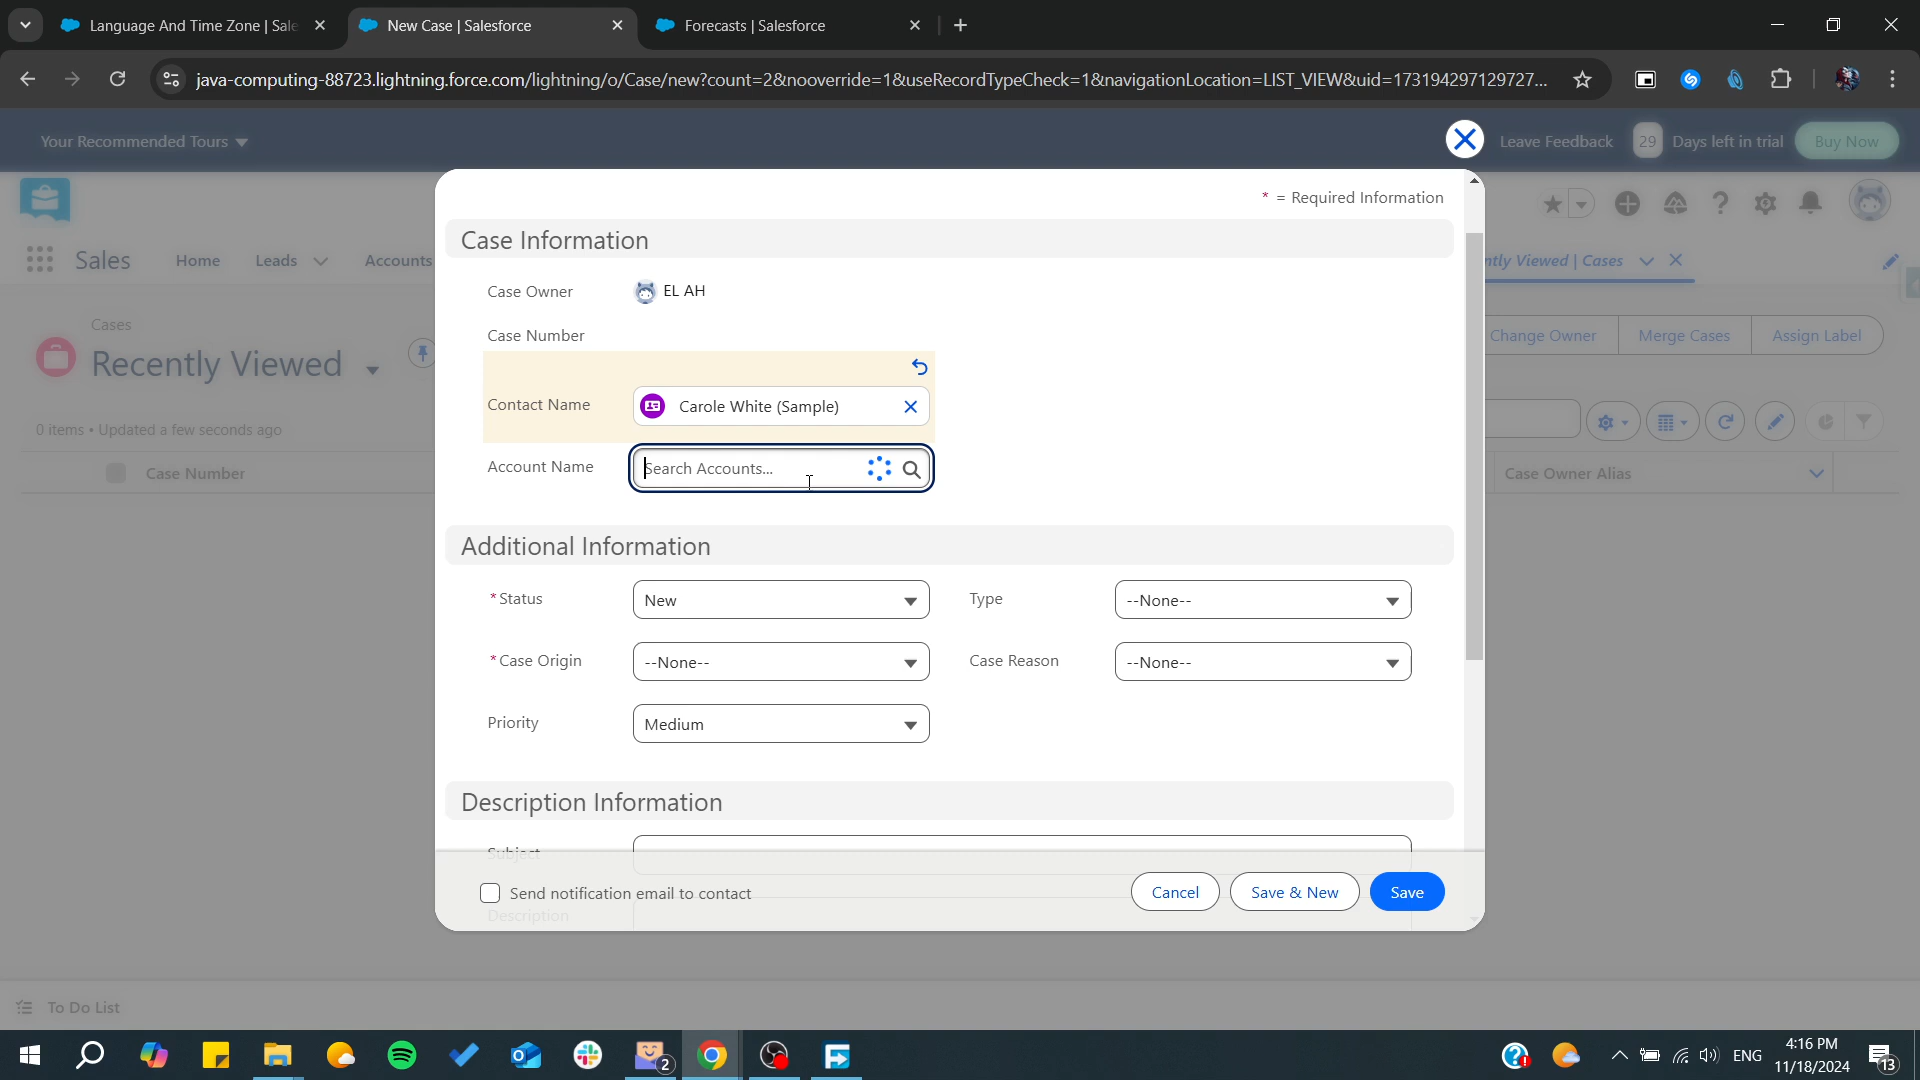 Language And Time Zone | Sale
New Case | Salesforce
Forecasts | Salesforce
java-computing-88723.lightning.force.com/lightning/o/Case/new?count=2&nooverride=1&useRecordTypeCheck=1&navigationLocation=LIST_VIEW&uid=173194297129727...
Your Recommended Tours
Leave Feedback
29
Days left in trial
Buy Now
* = Required Information
Sales
Home
Leads
Accounts
ntly Viewed | Cases
Case Information
Case Owner
EL AH
Cases
Recently Viewed
Case Number
Change Owner
Merge Cases
Assign Label
Contact Name
Carole White (Sample)
0 items • Updated a few seconds ago
Account Name
Search Accounts...
Case Number
Case Owner Alias
Additional Information
*Status
New
Type
--None--
*Case Origin
--None--
Case Reason
--None--
Priority
Medium
Description Information
Subject
Send notification email to contact
Cancel
Save & New
Save
Description
To Do List
2
ENG
4:16 PM
11/18/2024
13